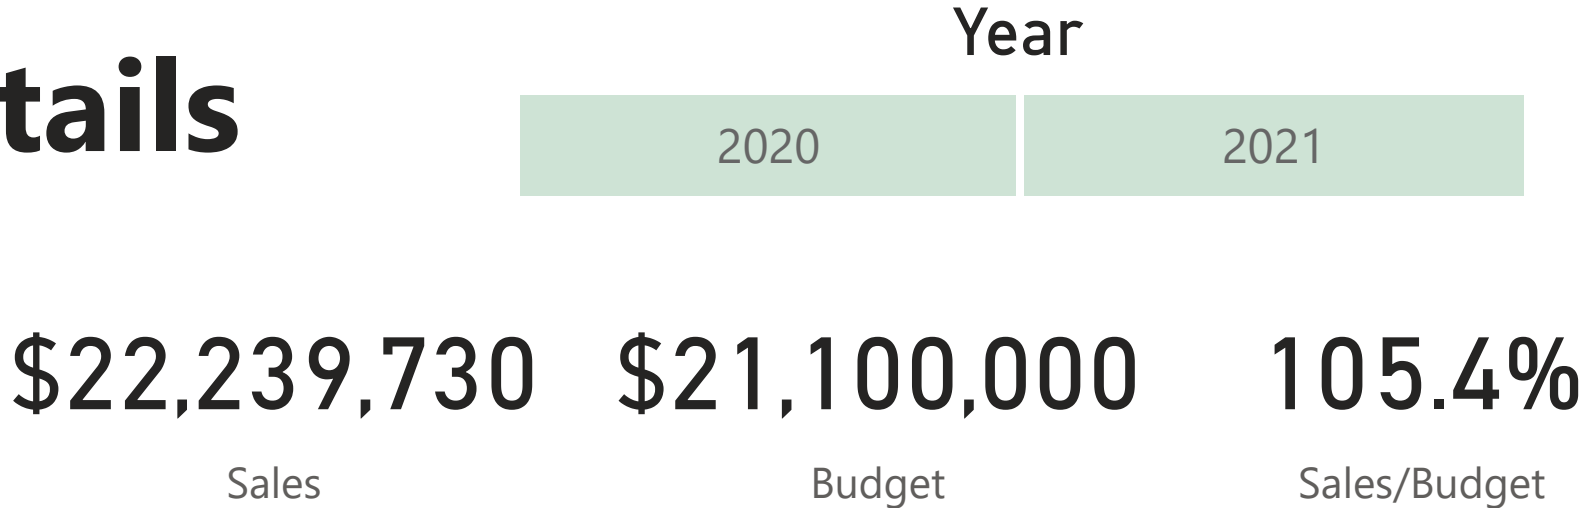 Year
tails
2020 2021
$22,239,730 $21,100,000 105.4%
Sales Budget Sales/Budget